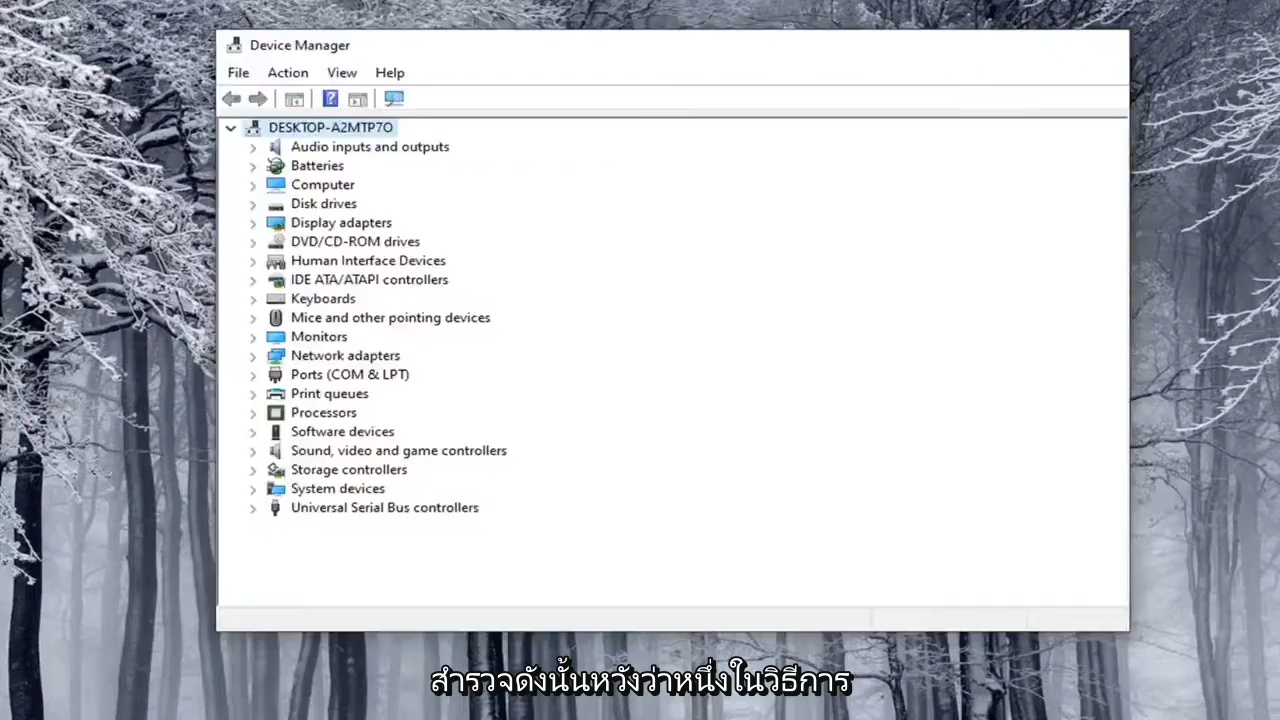 Device Manager
File Action View Help
DESKTOP-A2MTP7O
Audio inputs and outputs
Batteries
Computer
Disk drives
Display adapters
DVD/CD-ROM drives
Human Interface Devices
IDE ATA/ATAPI controllers
Keyboards
Mice and other pointing devices
Monitors
Network adapters
Ports (COM & LPT)
Print queues
Processors
Software devices
Sound, video and game controllers
Storage controllers
System devices
Universal Serial Bus controllers
สำรวจดังนั้นหวังว่าหนึ่งในวิธีการ